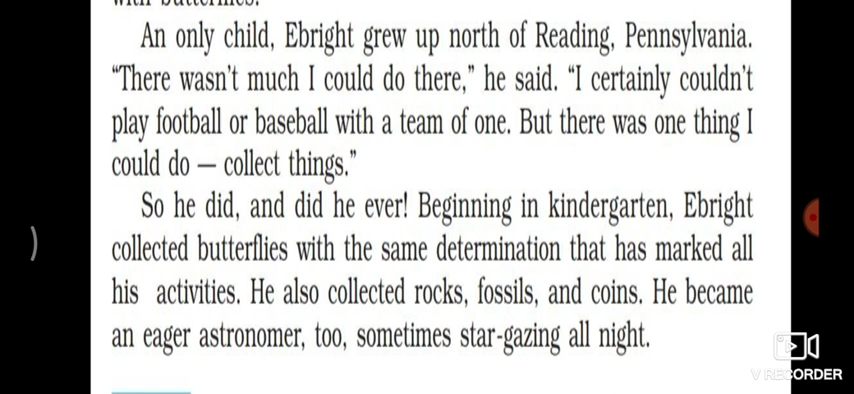 with butterflies.
An only child, Ebright grew up north of Reading, Pennsylvania.
“There wasn’t much I could do there,” he said. “I certainly couldn’t
play football or baseball with a team of one. But there was one thing I
could do — collect things.”
So he did, and did he ever! Beginning in kindergarten, Ebright
collected butterflies with the same determination that has marked all
his activities. He also collected rocks, fossils, and coins. He became
an eager astronomer, too, sometimes star-gazing all night.
V RECORDER